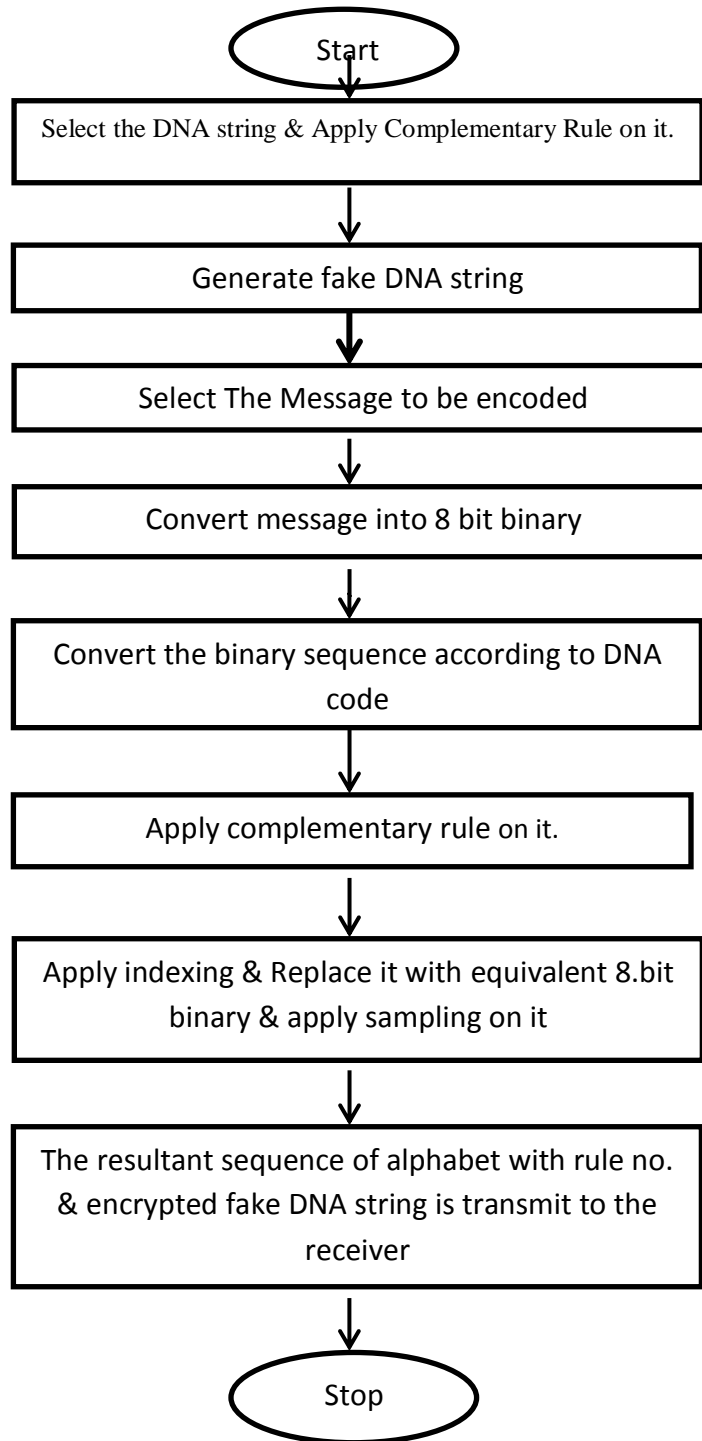 Start
Select the DNA string & Apply Complementary Rule on it.
Generate fake DNA string
Select The Message to be encoded
Convert message into 8 bit binary
Convert the binary sequence according to DNA
code
Apply complementary rule on it.
Apply indexing & Replace it with equivalent 8.bit
binary & apply sampling on it
The resultant sequence of alphabet with rule no.
& encrypted fake DNA string is transmit to the
receiver
Stop